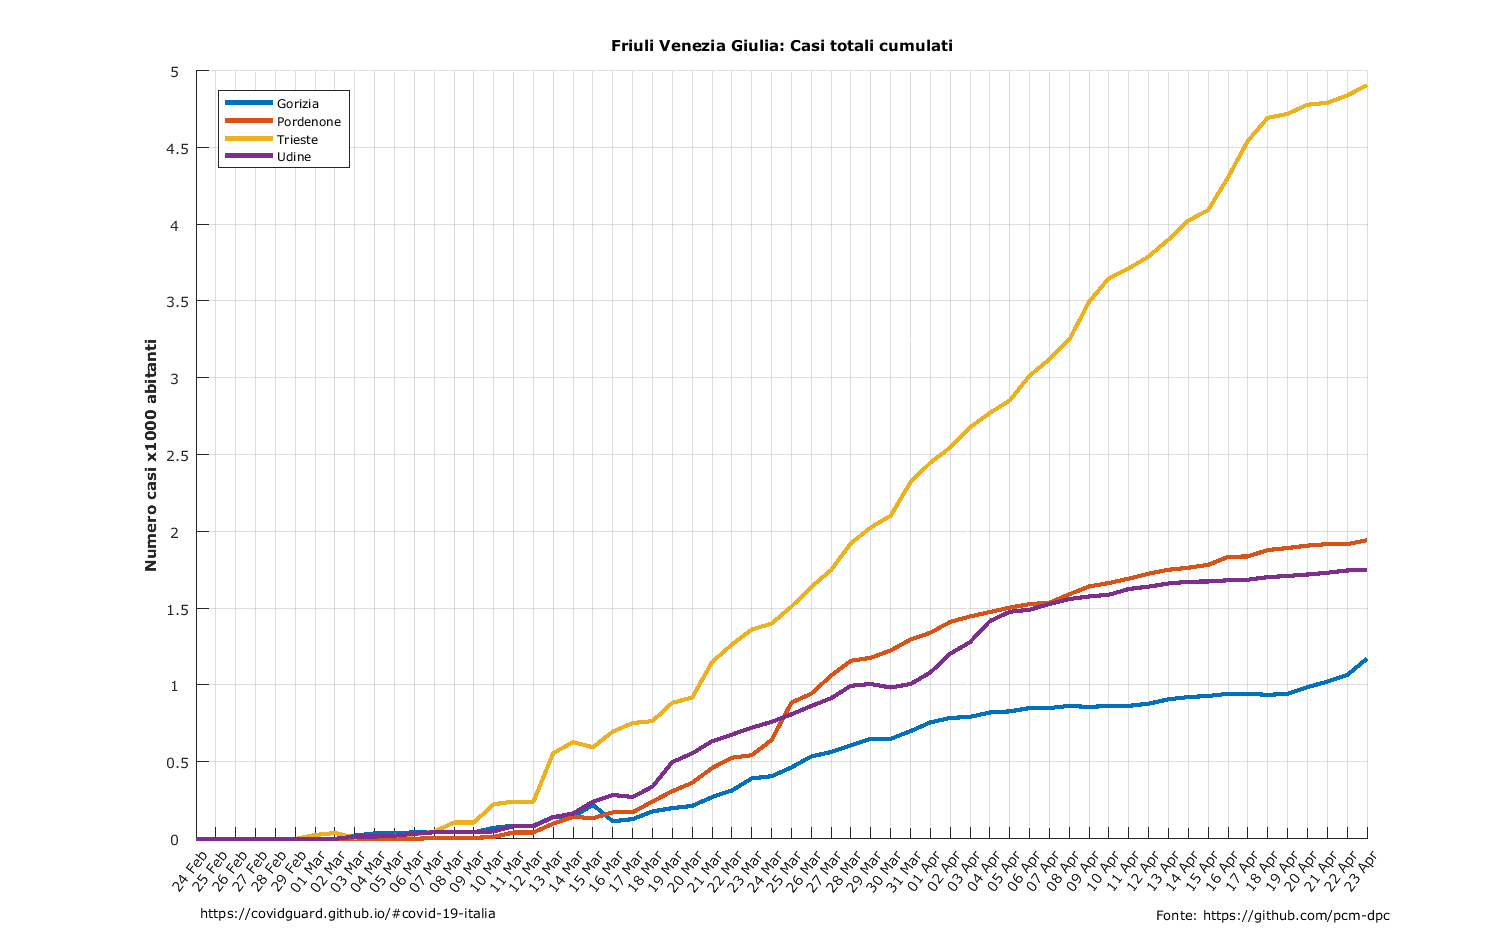 Friuli Venezia Giulia: Casi totali cumulati
5
4.5
4
3.5
3
2.5
2
1.5
1
0.5
0
Numero casi x1000 abitanti
Gorizia
Pordenone
Trieste
Udine
24 Feb
25 Feb
26 Feb
27 Feb
28 Feb
29 Feb
01 Mar
02 Mar
03 Mar
04 Mar
05 Mar
06 Mar
07 Mar
08 Mar
09 Mar
10 Mar
11 Mar
12 Mar
13 Mar
14 Mar
15 Mar
16 Mar
17 Mar
18 Mar
19 Mar
20 Mar
21 Mar
22 Mar
23 Mar
24 Mar
25 Mar
26 Mar
27 Mar
28 Mar
29 Mar
30 Mar
31 Mar
01 Apr
02 Apr
03 Apr
04 Apr
05 Apr
06 Apr
07 Apr
08 Apr
09 Apr
10 Apr
11 Apr
12 Apr
13 Apr
14 Apr
15 Apr
16 Apr
17 Apr
18 Apr
19 Apr
20 Apr
21 Apr
22 Apr
23 Apr
https://covidguard.github.io/#covid-19-italia
Fonte: https://github.com/pcm-dpc